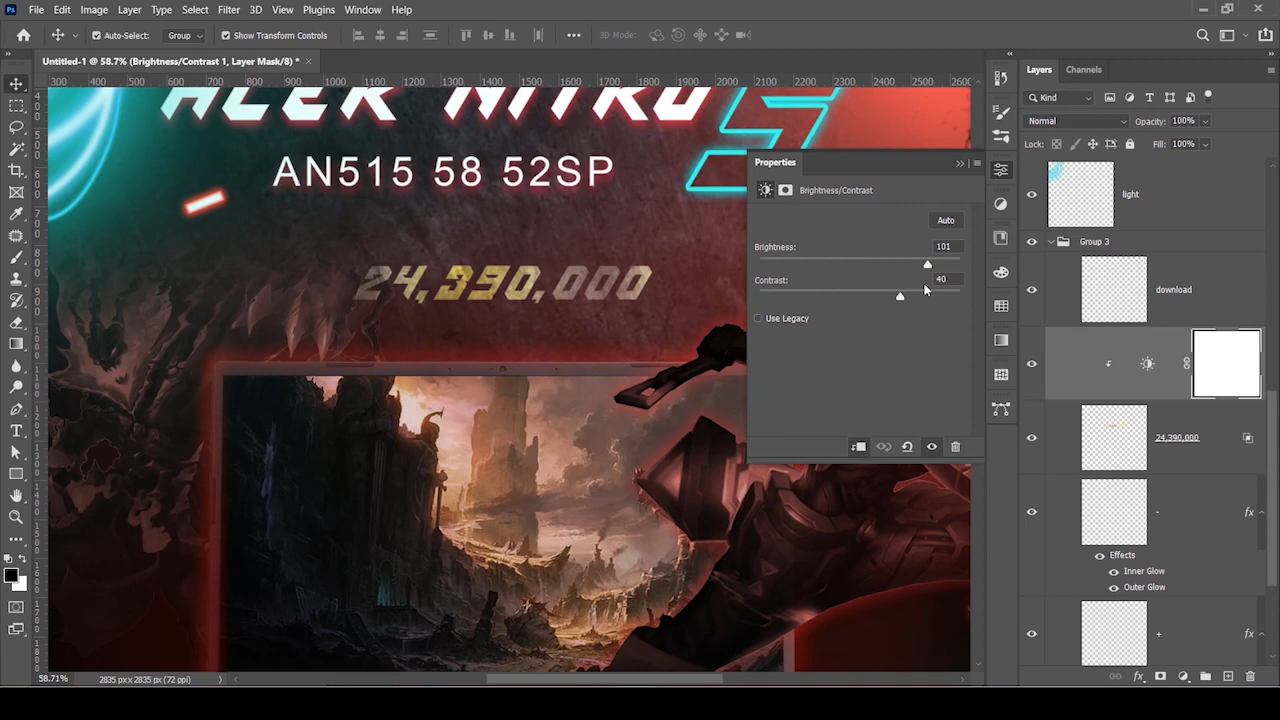 File Edit Image Layer Type Select Filter 3D View Plugins Window Help
Auto-Select: Group Show Transform Controls 3D Mode:
Untitled-1 @ 58.7% (Brightness/Contrast 1, Layer Mask/8) *
300 400 500 600 700 800 900 1000 1100 1200 1300 1400 1500 1600 1700 1800 1900 2000 2100 2200 2300 2400 2500 2600
ACER NITRO 5
AN515 58 52SP
24,390,000
Properties
Brightness/Contrast
Auto
Brightness: 101
Contrast: 40
Use Legacy
Layers Channels
Kind
Normal Opacity: 100%
Lock: Fill: 100%
light
Group 3
download
24,390,000
-
fx
Effects
Inner Glow
Outer Glow
+
fx
58.71% 2835 px x 2835 px (72 ppi)